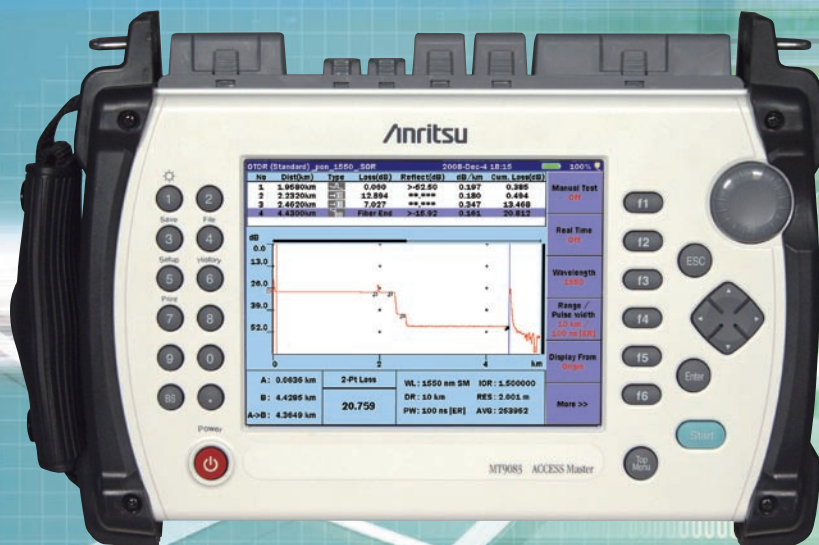 Anritsu
OTDR (Standard) _pon_1550_SOR 2008-Dec-4 18:15 100%
No Dist(km) Type Loss(dB) Reflect(dB) dB/km Cum. Loss(dB)
1 1.9680km 0.060 >-62.50 0.197 0.385
2 2.2320km 12.894 **.*** 0.180 0.494
3 2.4020km 7.027 **.*** 0.347 13.468
4 4.4300km Fiber End >-15.92 0.161 20.812
Manual Test
Off
Real Time
Off
Wavelength
1550
Range /
Pulse width
10 km /
100 ns [ER]
Display From
Origin
More >>
dB
0.0
13.0
26.0
39.0
52.0
0 2 4 km
A: 0.0636 km
B: 4.4285 km
A->B: 4.3649 km
2-Pt Loss
20.759
WL: 1550 nm SM IOR: 1.500000
DR: 10 km RES: 2.001 m
PW: 100 ns [ER] AVG: 253952
1 2
Save File
3 4
Setup History
5 6
Print
7 8
9 0
BS .
Power
f1
f2
f3
f4
f5
f6
ESC
Enter
Start
Top
Menu
MT9083 ACCESS Master